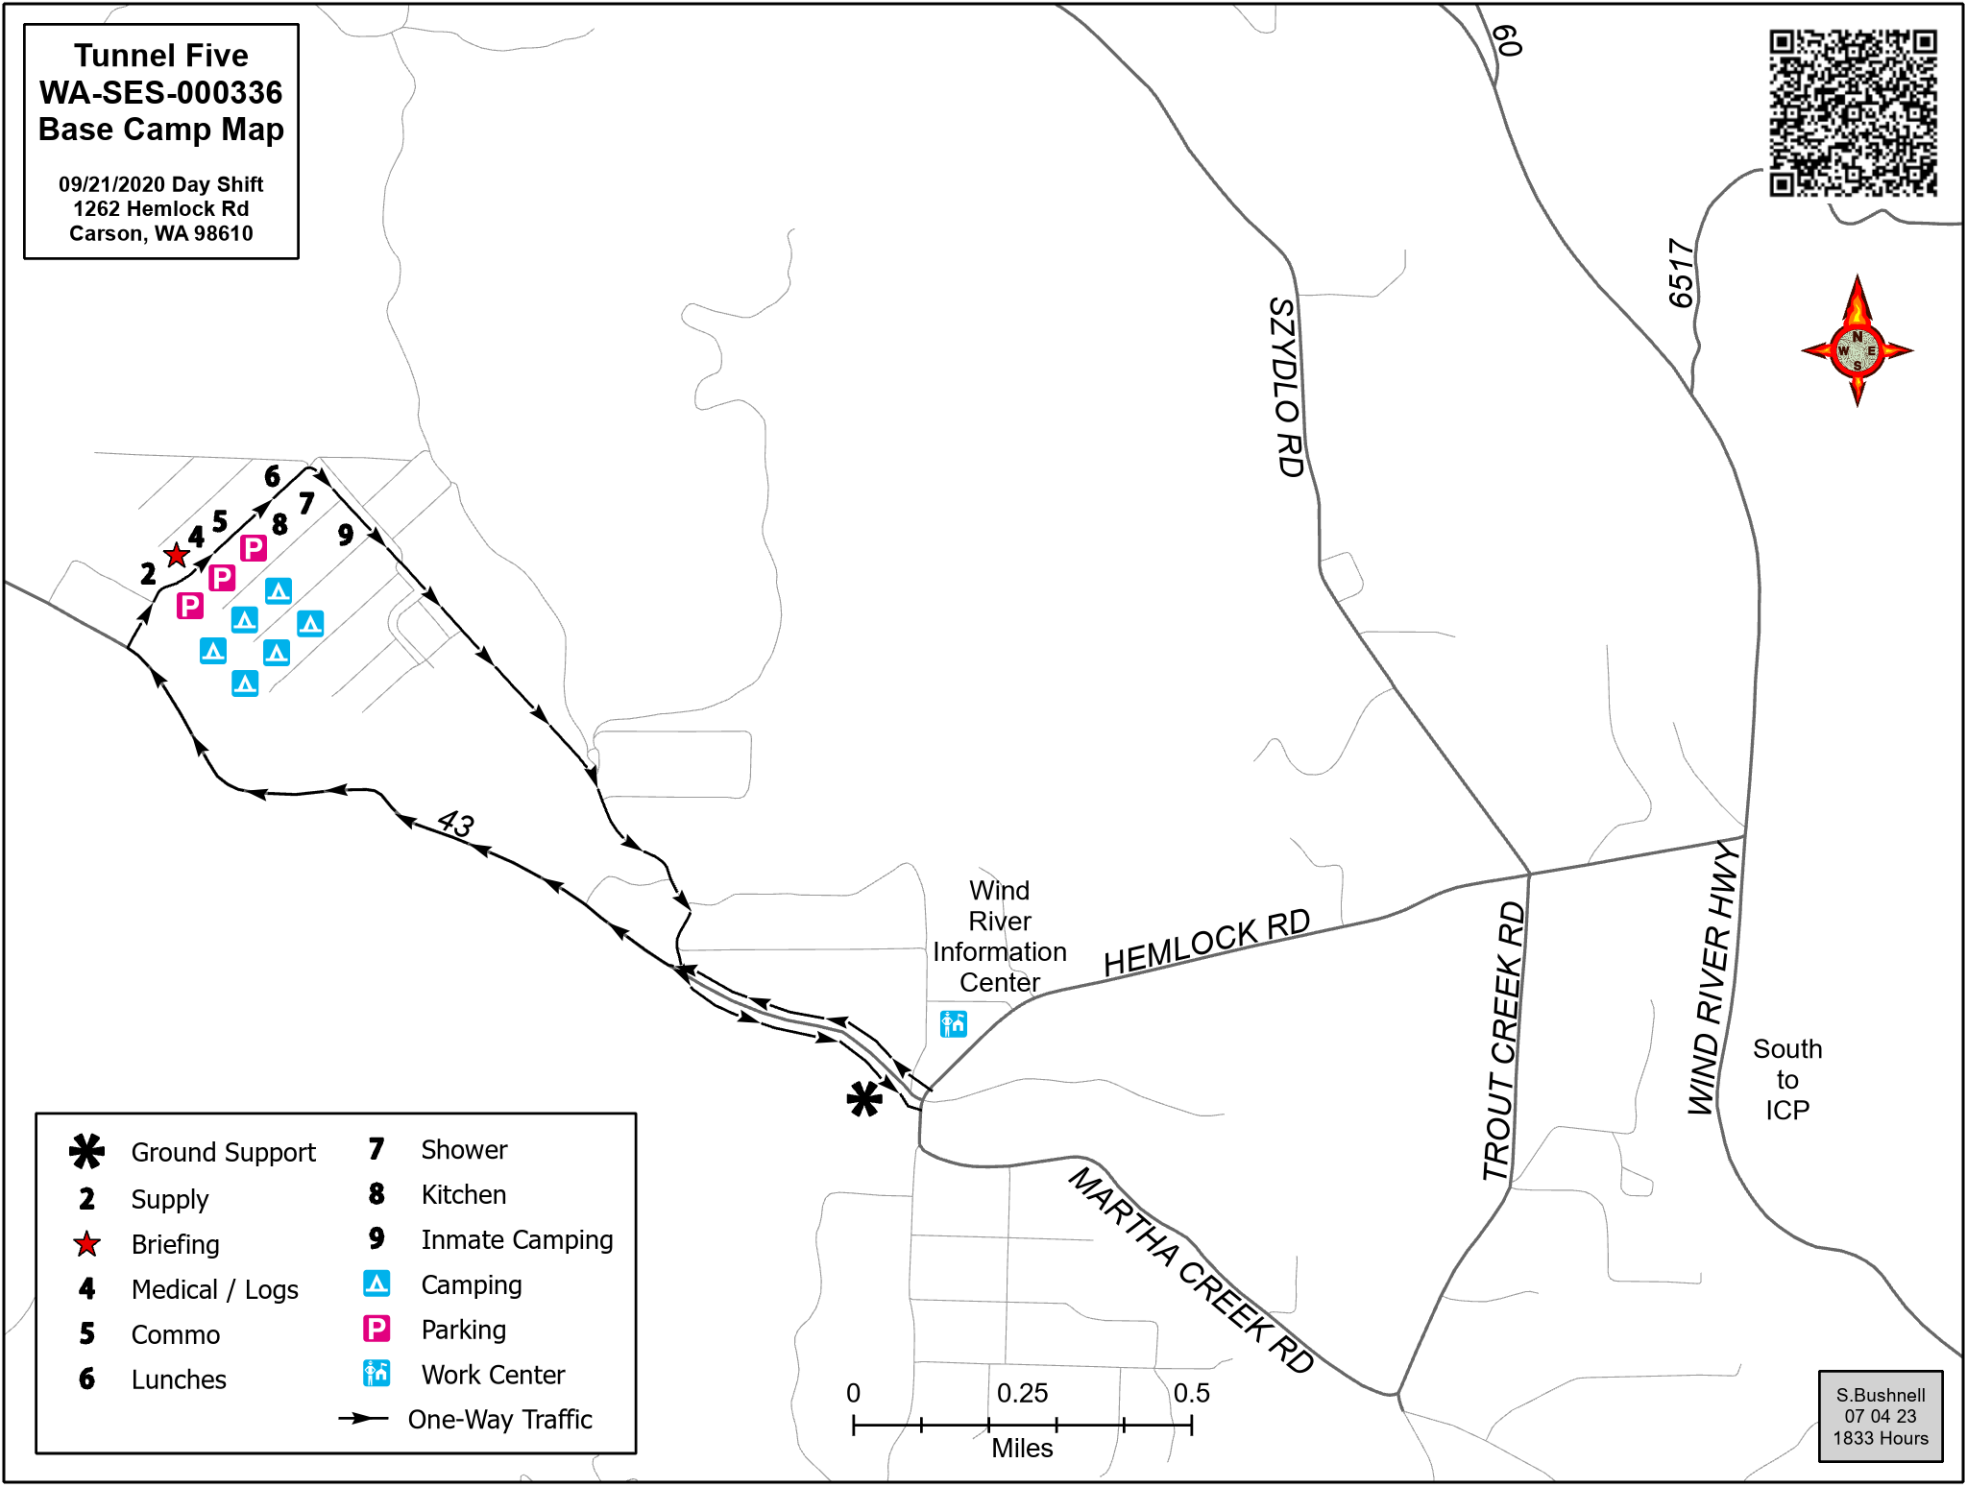 Tunnel Five
WA-SES-000336
Base Camp Map
09/21/2020 Day Shift
1262 Hemlock Rd
Carson, WA 98610
60
6517
N
W E
S
SZYDLO RD
6
7
5
8
4
9
2
P
P
P
43
Wind
River
Information
Center
HEMLOCK RD
TROUT CREEK RD
WIND RIVER HWY
South
to
ICP
MARTHA CREEK RD
Ground Support
2 Supply
Briefing
4 Medical / Logs
5 Commo
6 Lunches
7 Shower
8 Kitchen
9 Inmate Camping
Camping
P Parking
Work Center
One-Way Traffic
0 0.25 0.5
Miles
S.Bushnell
07 04 23
1833 Hours